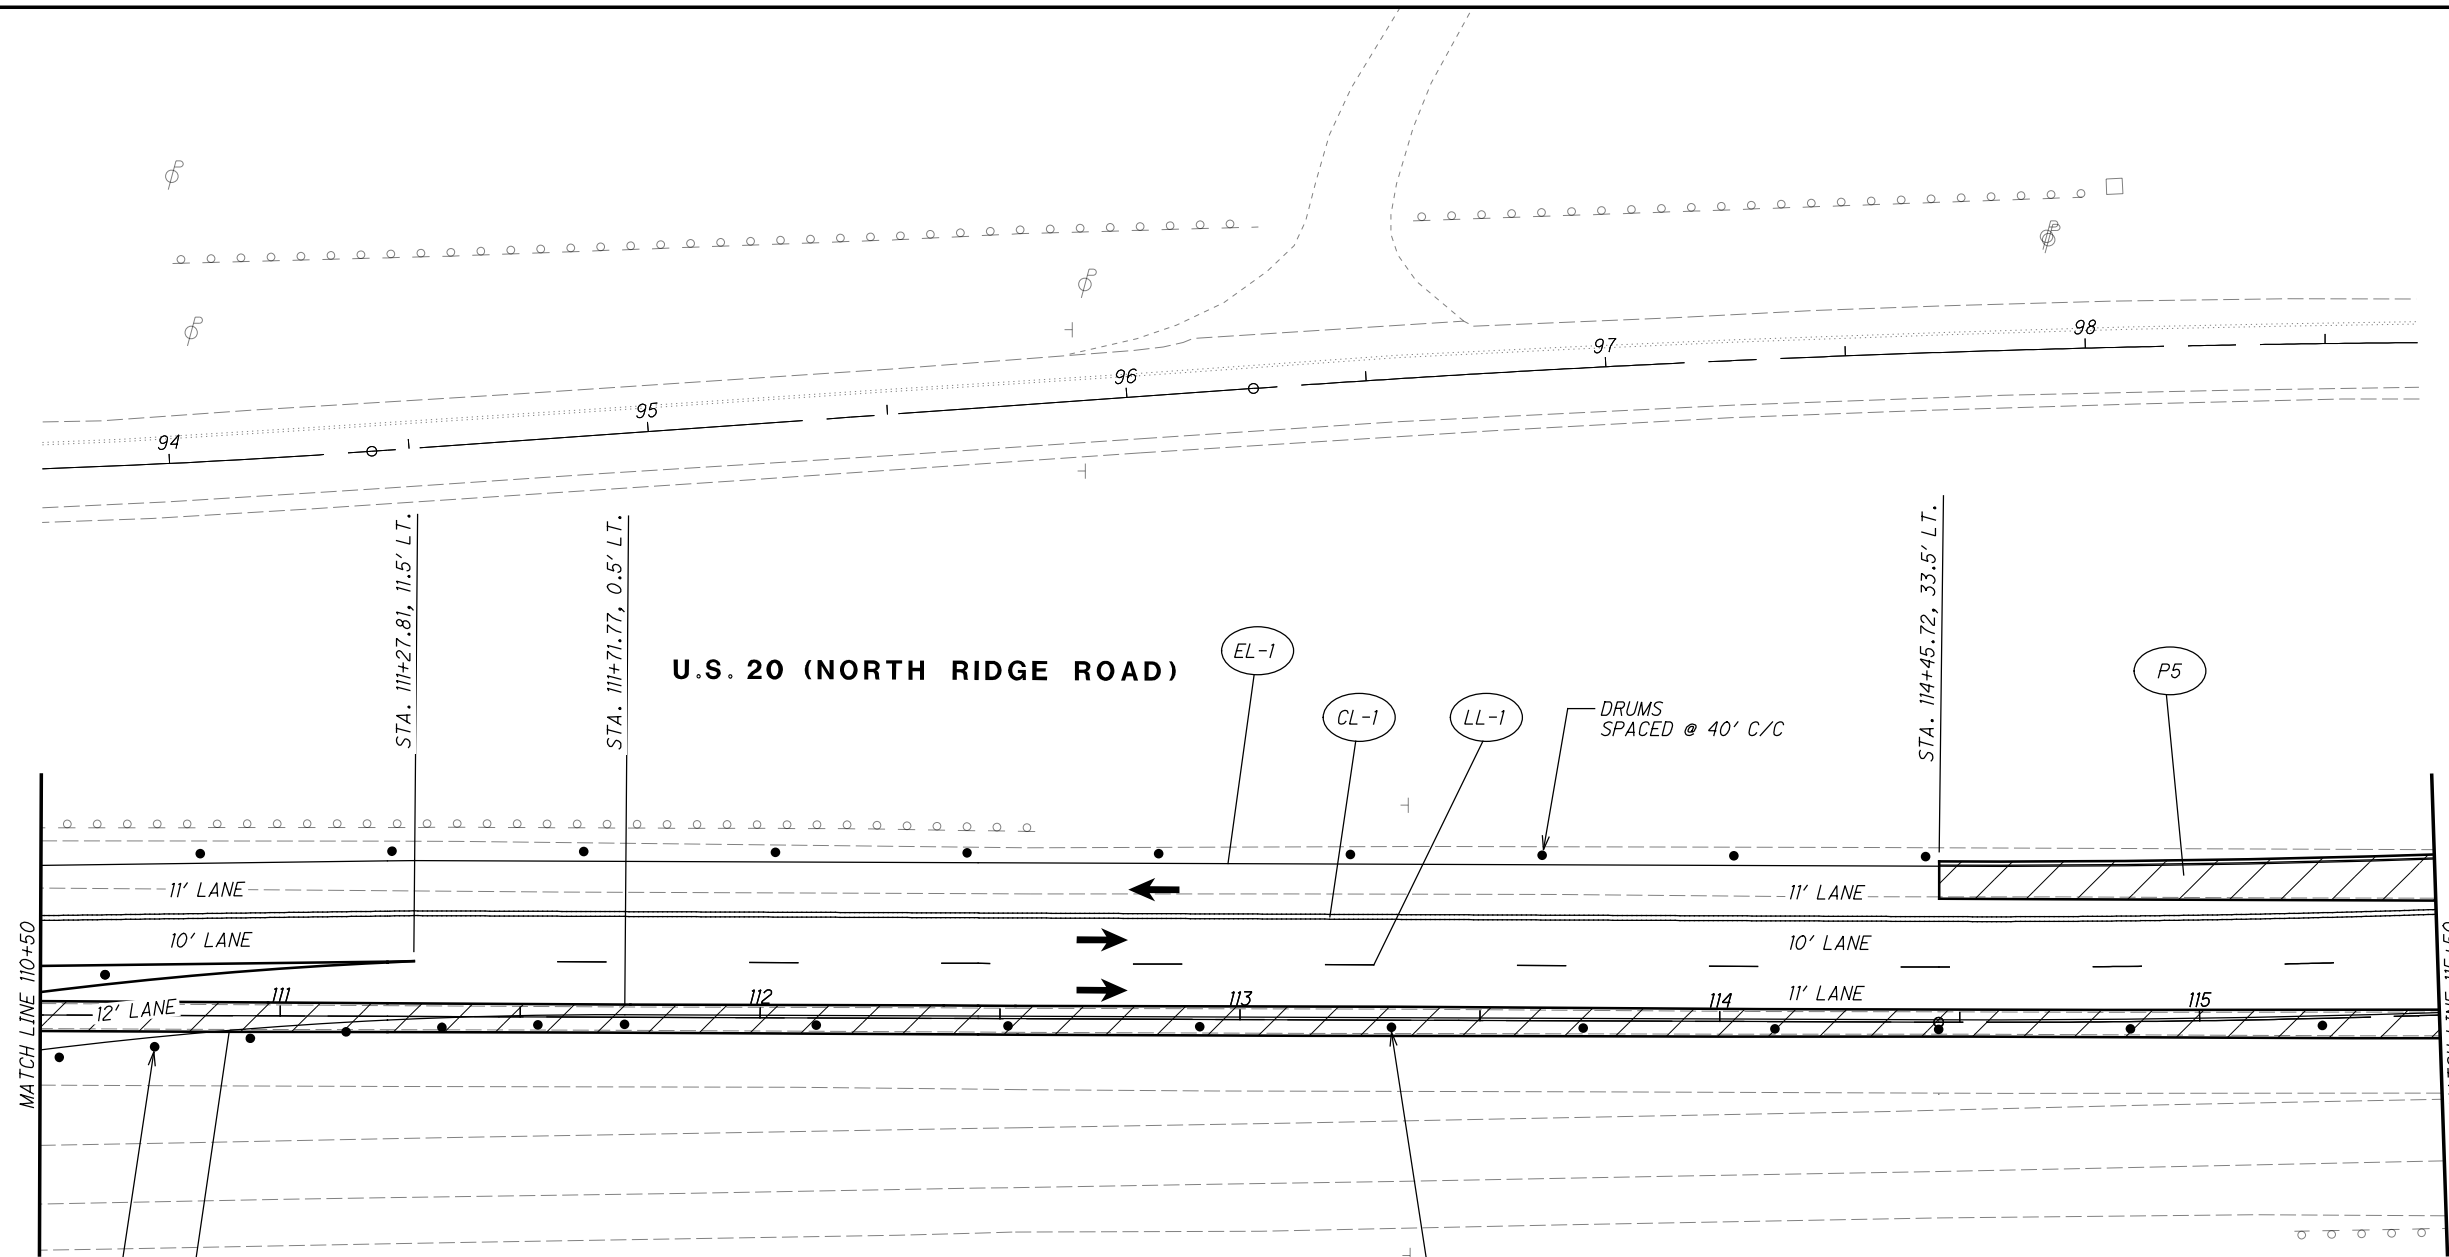 98
97
96
95
94
STA. 111+27.81, 11.5' LT.
STA. 111+71.77, 0.5' LT.
STA. 114+45.72, 33.5' LT.
U.S. 20 (NORTH RIDGE ROAD)
EL-1
P5
CL-1
LL-1
DRUMS
SPACED @ 40' C/C
11' LANE
11' LANE
10' LANE
10' LANE
12' LANE
11' LANE
111
112
113
114
115
MATCH LINE 110+50